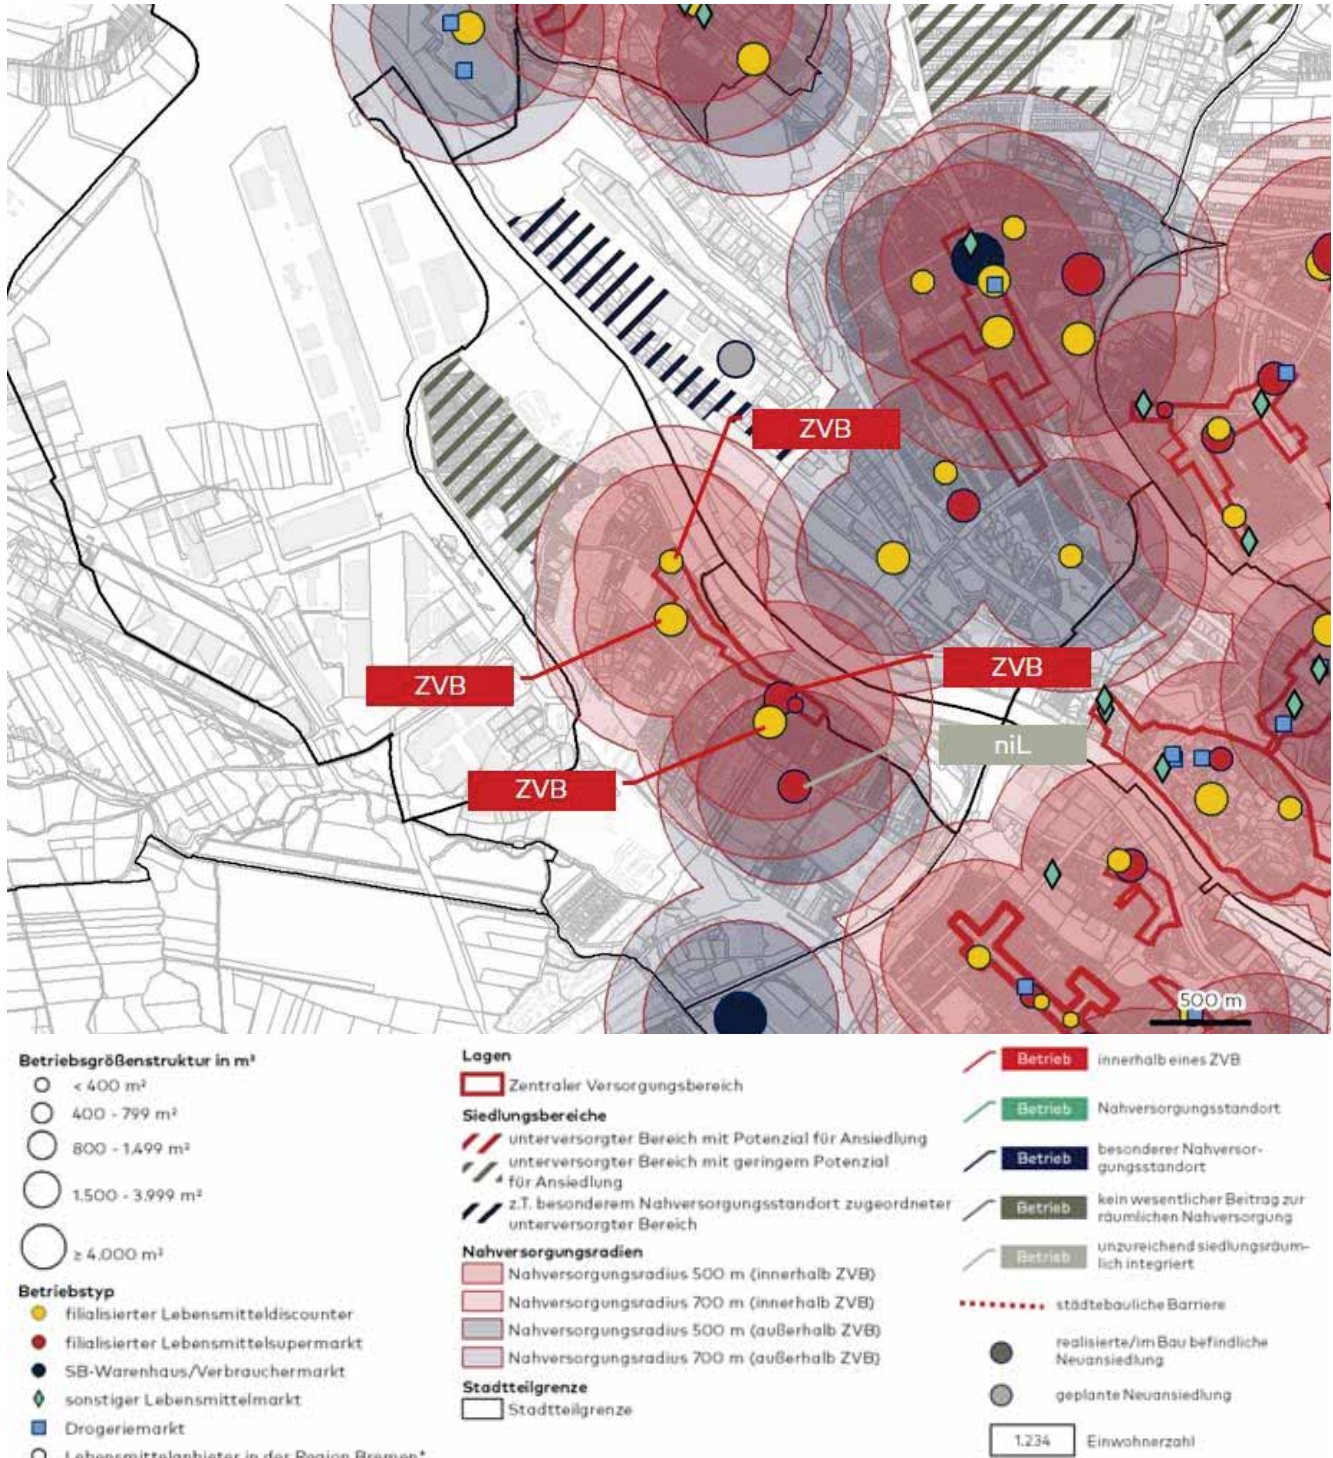 ZVB
ZVB
ZVB
niL
ZVB
500 m
Betriebsgrößenstruktur in m²
< 400 m²
400 - 799 m²
800 - 1.499 m²
1.500 - 3.999 m²
≥ 4.000 m²
Betriebstyp
filialisierter Lebensmitteldiscounter
filialisierter Lebensmittelsupermarkt
SB-Warenhaus/Verbrauchermarkt
sonstiger Lebensmittelmarkt
Drogeriemarkt
Lebensmittelanbieter in der Region Bremen*
Lagen
Zentraler Versorgungsbereich
Siedlungsbereiche
unterversorgter Bereich mit Potenzial für Ansiedlung
unterversorgter Bereich mit geringem Potenzial
für Ansiedlung
z.T. besonderem Nahversorgungsstandort zugeordneter
unterversorgter Bereich
Nahversorgungsradien
Nahversorgungsradius 500 m (innerhalb ZVB)
Nahversorgungsradius 700 m (innerhalb ZVB)
Nahversorgungsradius 500 m (außerhalb ZVB)
Nahversorgungsradius 700 m (außerhalb ZVB)
Stadtteilgrenze
Stadtteilgrenze
Betrieb innerhalb eines ZVB
Betrieb Nahversorgungsstandort
Betrieb besonderer Nahversor-
gungsstandort
Betrieb kein wesentlicher Beitrag zur
räumlichen Nahversorgung
Betrieb unzureichend siedlungsräum-
lich integriert
städtebauliche Barriere
realisierte/im Bau befindliche
Neuansiedlung
geplante Neuansiedlung
1.234 Einwohnerzahl